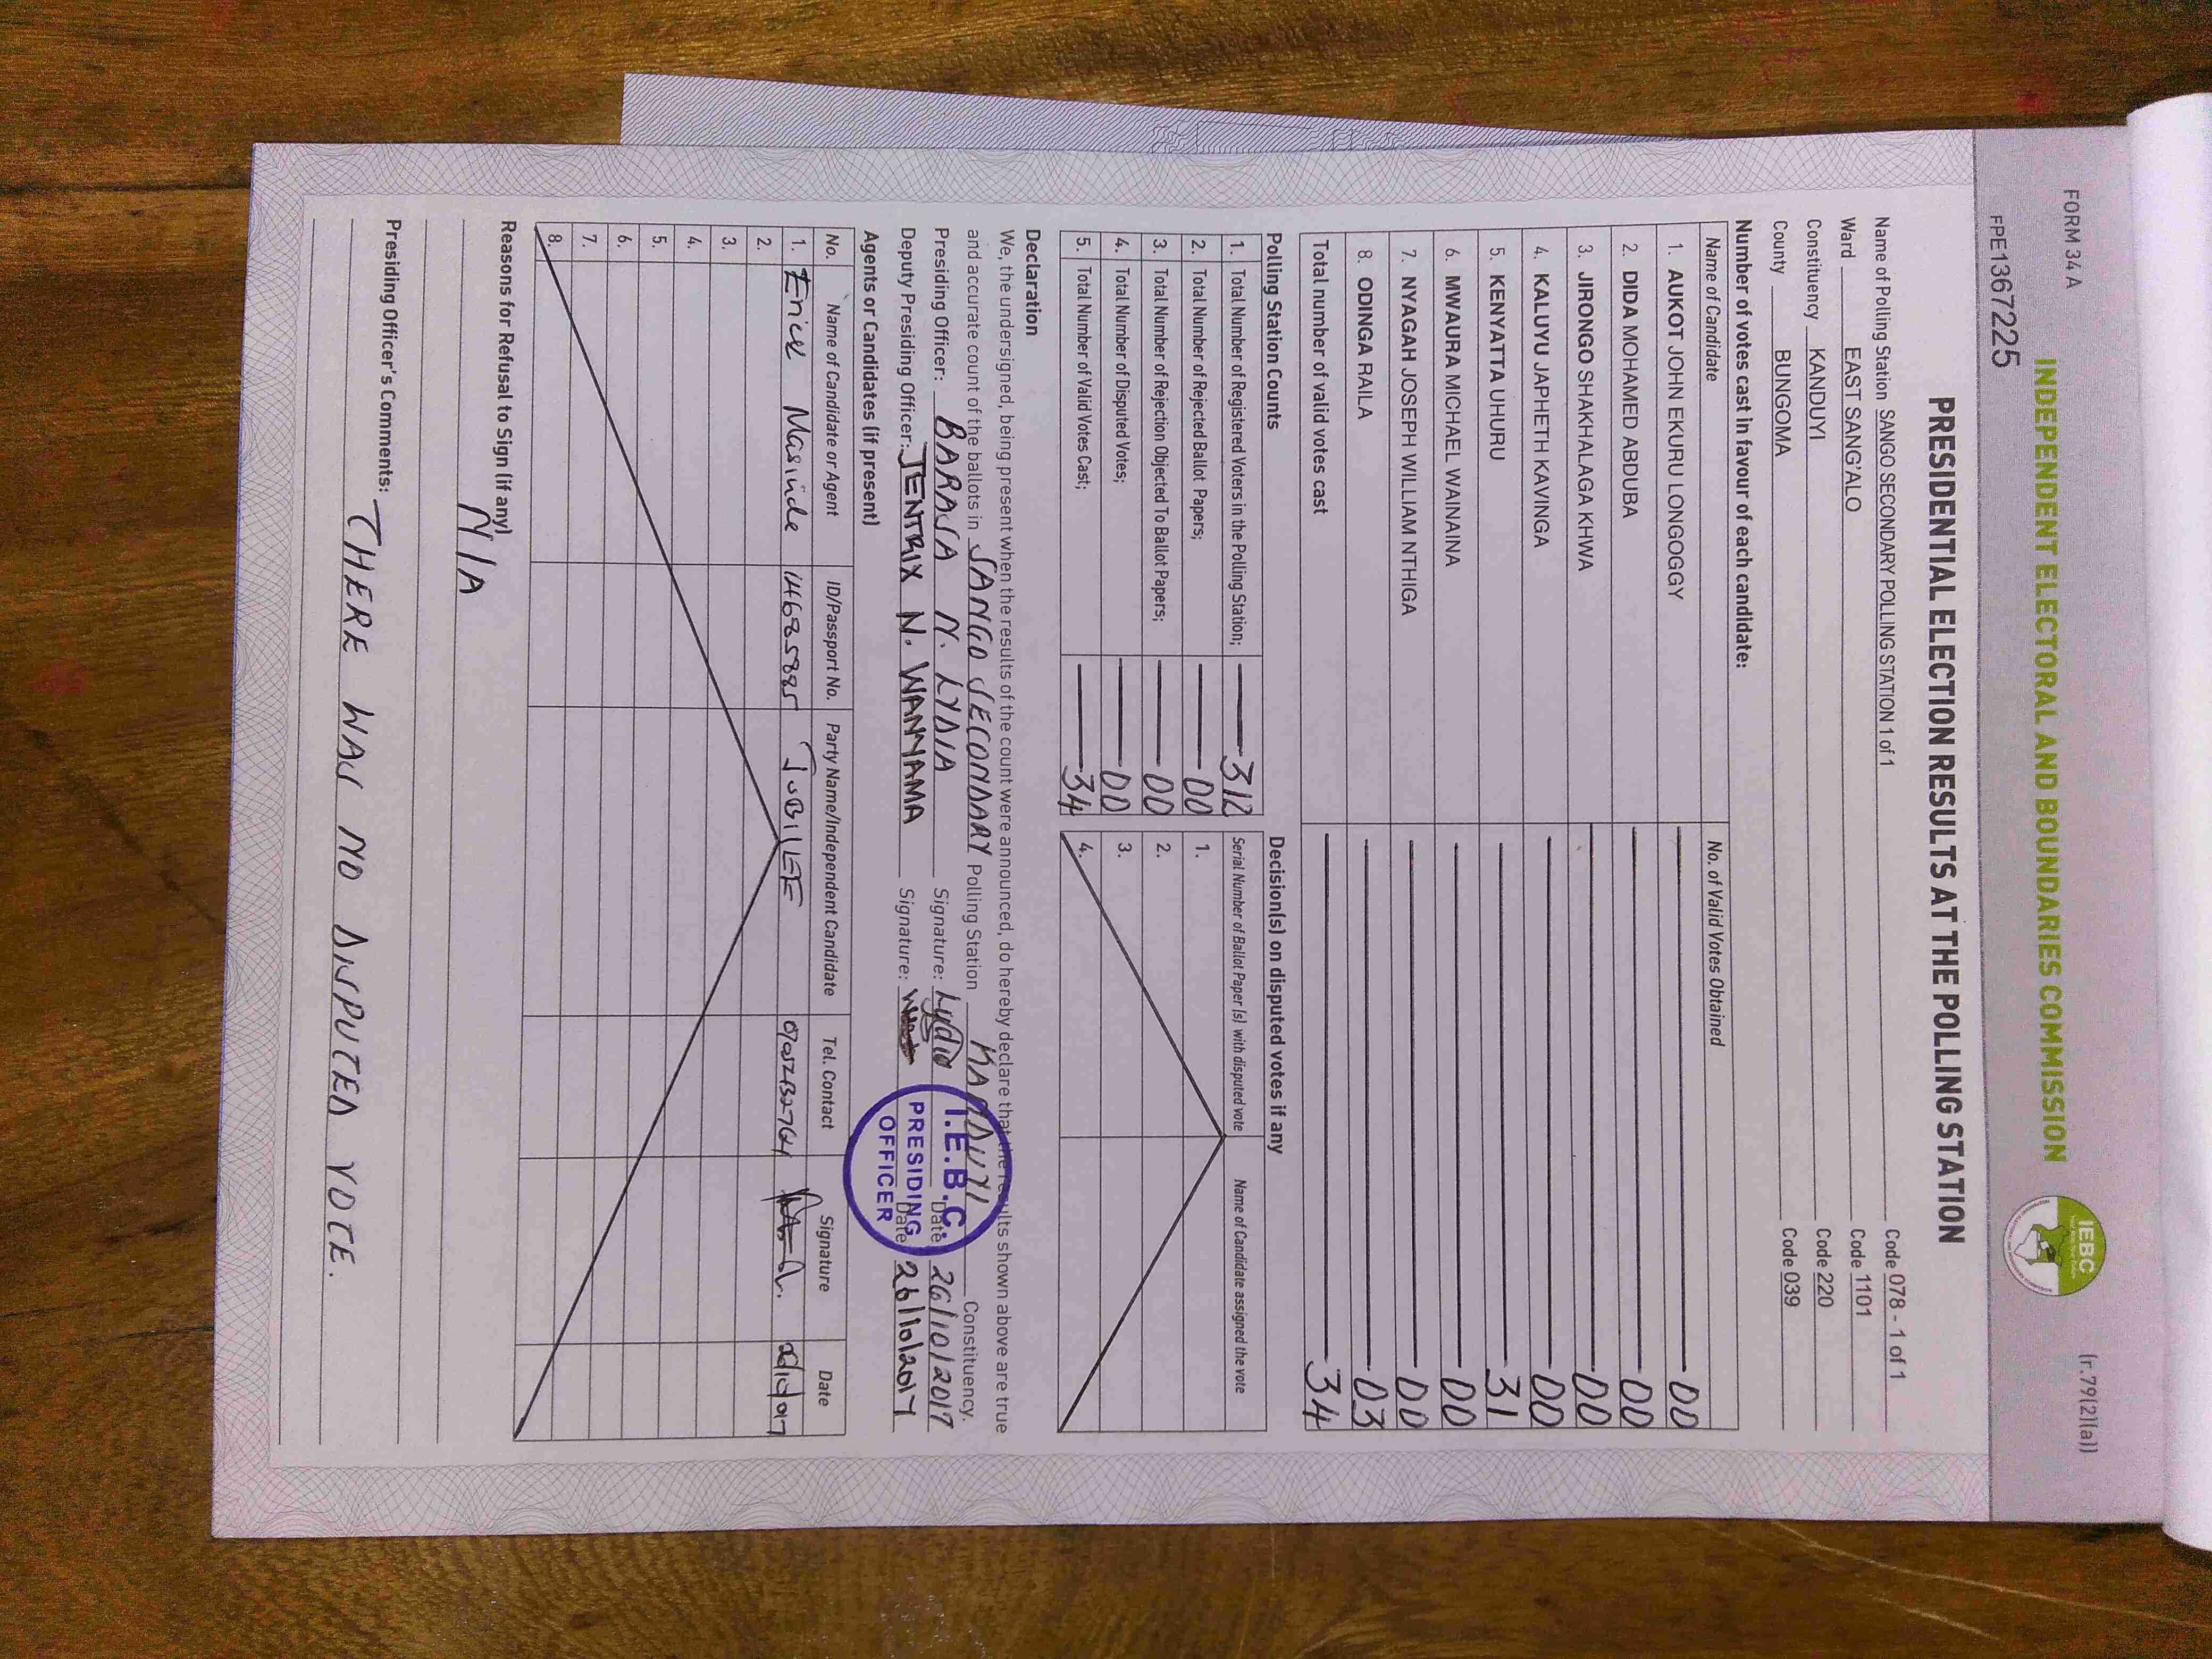 FORM 34A
(r.79(2)(a))
INDEPENDENT ELECTORAL AND BOUNDARIES COMMISSION
IEBC
FPE1367225
PRESIDENTIAL ELECTION RESULTS AT THE POLLING STATION
Name of Polling Station SANGO SECONDARY POLLING STATION 1 of 1 Code 078 - 1 of 1
Ward EAST SANG'ALO Code 1101
Constituency KANDUYI Code 220
County BUNGOMA Code 039
Number of votes cast in favour of each candidate:
Name of Candidate No. of Valid Votes Obtained
1. AUKOT JOHN EKURU LONGOGGY 00
2. DIDA MOHAMED ABDUBA 00
3. JIRONGO SHAKHALAGA KHWA 00
4. KALUYU JAPHETH KAVINGA 00
5. KENYATTA UHURU 31
6. MWAURA MICHAEL WAINAINA 00
7. NYAGAH JOSEPH WILLIAM NTHIGA 00
8. ODINGA RAILA 03
Total number of valid votes cast 34
Polling Station Counts
1. Total Number of Registered Voters in the Polling Station; 312
2. Total Number of Rejected Ballot Papers; 00
3. Total Number of Rejection Objected To Ballot Papers; 00
4. Total Number of Disputed Votes; 00
5. Total Number of Valid Votes Cast; 34
Decision(s) on disputed votes if any
Serial Number of Ballot Paper (s) with disputed vote Name of Candidate assigned the vote
1.
2.
3.
4.
Declaration
We, the undersigned, being present when the results of the count were announced, do hereby declare that the results shown above are true
and accurate count of the ballots in SANGO SECONDARY Polling Station KANDUYI Constituency.
Presiding Officer: BARASA N. LYDIA Signature: Lydia Date 26/10/2017
Deputy Presiding Officer: JENTRIX N. WANYAMA Signature: Date 26/10/2017
I.E.B.C.
PRESIDING
OFFICER
Agents or Candidates (if present)
No. Name of Candidate or Agent ID/Passport No. Party Name/Independent Candidate Tel. Contact Signature Date
1. Erick Masinde 14685885 JUBILEE
2.
3.
4.
5.
6.
7.
8.
Reasons for Refusal to Sign (if any)
N/A
Presiding Officer's Comments:
THERE WAS NO DISPUTED VOTE.